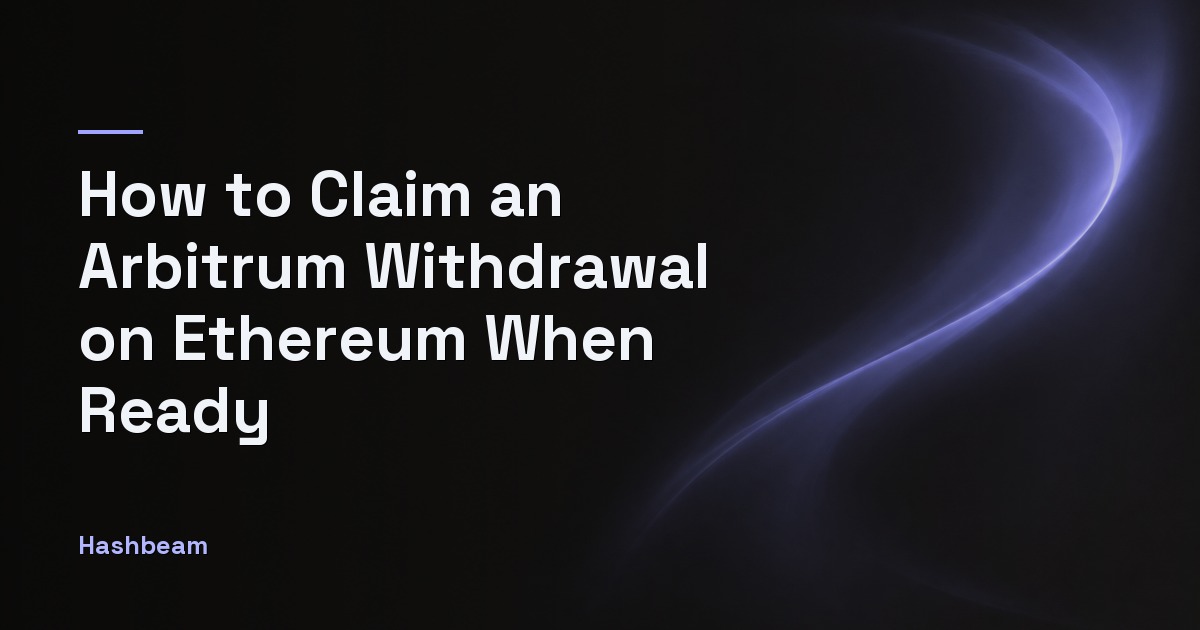 How to Claim an
Arbitrum Withdrawal
on Ethereum When
Ready
Hashbeam